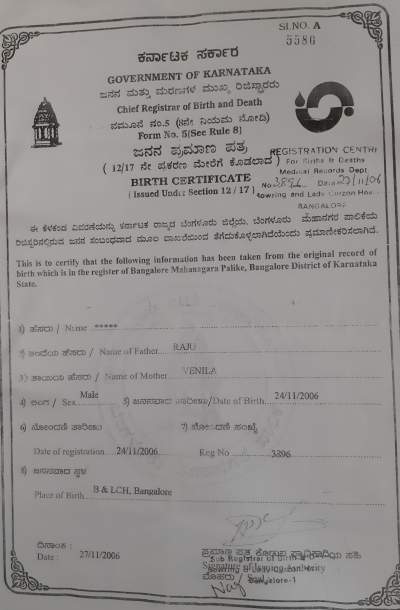 SI.NO. A
5586
ಕರ್ನಾಟಕ ಸರ್ಕಾರ
GOVERNMENT OF KARNATAKA
ಜನನ ಮತ್ತು ಮರಣಗಳ ಮುಖ್ಯ ರಿಜಿಸ್ಟ್ರಾರರು
Chief Registrar of Birth and Death
ನಮೂನೆ ನಂ.5 (8ನೇ ನಿಯಮ ನೋಡಿ)
Form No. 5(See Rule 8)
ಜನನ ಪ್ರಮಾಣ ಪತ್ರ
( 12/17 ನೇ ಪ್ರಕರಣ ಮೇರೆಗೆ ಕೊಡಲಾದ )
BIRTH CERTIFICATE
(Issued Under Section 12 / 17)
REGISTRATION CENTRE
For Births & Deaths
Medical Records Dept
No 3896 Date 27/11/06
Bowring and Lady Curzon Hos
BANGALORE
ಈ ಕೆಳಕಂಡ ವಿವರಣೆಯನ್ನು ಕರ್ನಾಟಕ ರಾಜ್ಯದ ಬೆಂಗಳೂರು ಜಿಲ್ಲೆಯ, ಬೆಂಗಳೂರು ಮಹಾನಗರ ಪಾಲಿಕೆಯ
ರಿಜಿಸ್ಟರಿನಲ್ಲಿರುವ ಜನನ ಸಂಬಂಧವಾದ ಮೂಲ ದಾಖಲೆಯಿಂದ ತೆಗೆದುಕೊಳ್ಳಲಾಗಿದೆಯೆಂದು ಪ್ರಮಾಣೀಕರಿಸಲಾಗಿದೆ.
This is to certify that the following information has been taken from the original record of
birth which is in the register of Bangalore Mahanagara Palike, Bangalore District of Karnataka
State.
1) ಹೆಸರು / Name *****
2) ತಂದೆಯ ಹೆಸರು / Name of Father RAJU
3) ತಾಯಿಯ ಹೆಸರು / Name of Mother VENILA
4) ಲಿಂಗ / Sex Male 5) ಜನನವಾದ ತಾರೀಖು/Date of Birth 24/11/2006
6) ನೋಂದಣಿ ತಾರೀಖು 7) ನೋಂದಣಿ ಸಂಖ್ಯೆ
Date of registration 24/11/2006 Reg No 3896
8) ಜನನವಾದ ಸ್ಥಳ
Place of Birth B & LCH, Bangalore
ದಿನಾಂಕ :
Date : 27/11/2006
ಪ್ರಮಾಣ ಪತ್ರ ಕೊಡುವ ಪ್ರಾಧಿಕಾರಿಯ ಸಹಿ
Sub Registrar of Birth &
Signature of Issuing Authority
ಮೊಹರು / Seal
Bangalore-1